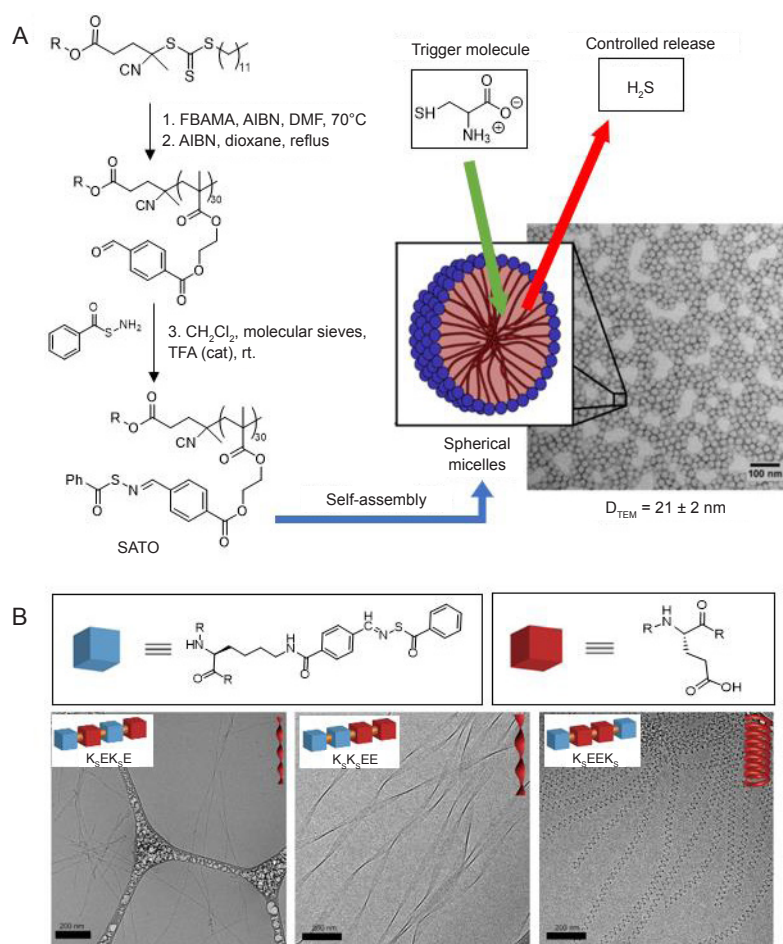 A
R
O
O
CN
S
S
S
11
1. FBAMA, AIBN, DMF, 70°C
2. AIBN, dioxane, reflus
R
O
O
CN
30
O
O
O
O
O
O
S
NH₂
3. CH₂Cl₂, molecular sieves,
TFA (cat), rt.
R
O
O
CN
30
O
O
Ph
S
N
O
O
O
SATO
Self-assembly
Trigger molecule
SH
O
O⊖
NH₃
⊕
Controlled release
H₂S
Spherical
micelles
100 nm
D_TEM = 21 ± 2 nm
B
R
HN
O
R
H
N
O
H
N
S
O
R
H
N
O
R
O
OH
KₛEKₛE
200 nm
KₛKₛEE
200 nm
KₛEEKₛ
200 nm